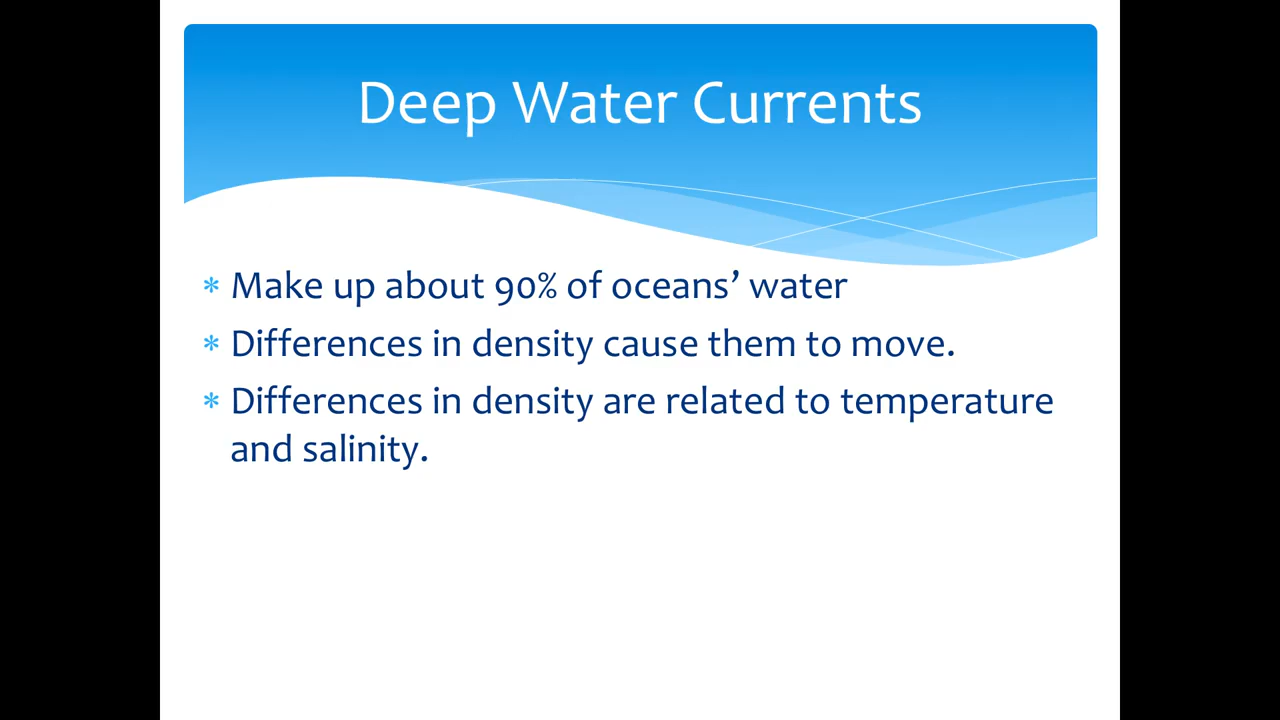 Deep Water Currents
* Make up about 90% of oceans’ water
* Differences in density cause them to move.
* Differences in density are related to temperature
and salinity.